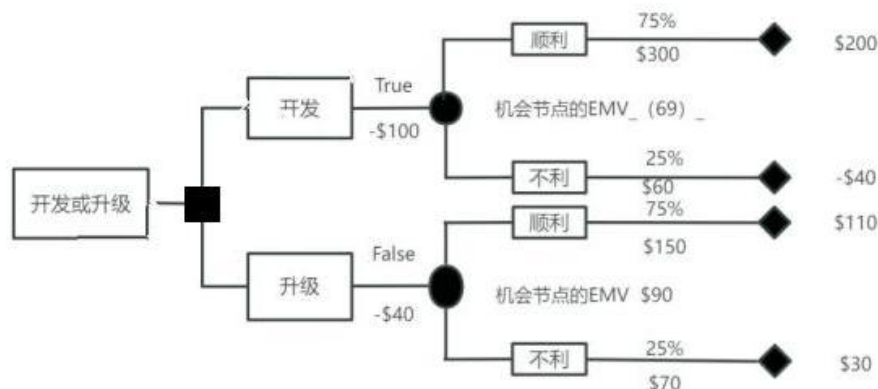 75%
顺利
$300
$200
True
开发
-$100
机会节点的EMV_（69）_
25%
不利
$60
-$40
开发或升级
75%
顺利
$150
$110
False
升级
-$40
机会节点的EMV $90
25%
不利
$70
$30